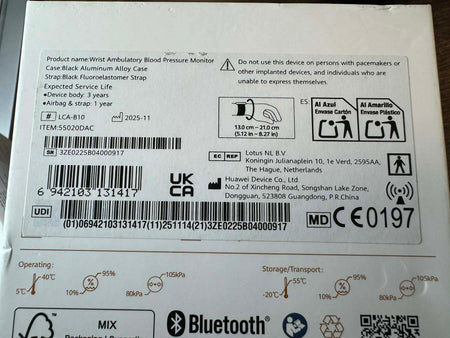 Product name:Wrist Ambulatory Blood Pressure Monitor
Case:Black Aluminum Alloy Case
Strap:Black Fluoroelastomer Strap
Expected Service Life
●Device body: 3 years
●Airbag & strap: 1 year
# LCA-B10 2025-11
ITEM:55020DAC
SN 3ZE0225B04000917
6 942103 131417
UK
CA
Do not use this device on persons with pacemakers or
other implanted devices, and individuals who are
unable to express themselves.
13.0 cm – 21.0 cm
(5.12 in – 8.27 in)
ES
Al Azul
Envase Cartón
Al Amarillo
Envase Plástico
EC REP
Lotus NL B.V.
Koningin Julianaplein 10, 1e Verd, 2595AA,
The Hague, Netherlands
Huawei Device Co., Ltd.
No.2 of Xincheng Road, Songshan Lake Zone,
Dongguan, 523808 Guangdong, P.R.China
UDI
(01)06942103131417(11)251114(21)3ZE0225B04000917
MD CE 0197
Operating:
5℃ 40℃
10% 95%
80kPa 105kPa
Storage/Transport:
-20℃ 55℃
10% 95%
80kPa 105kPa
FSC
MIX
Bluetooth®